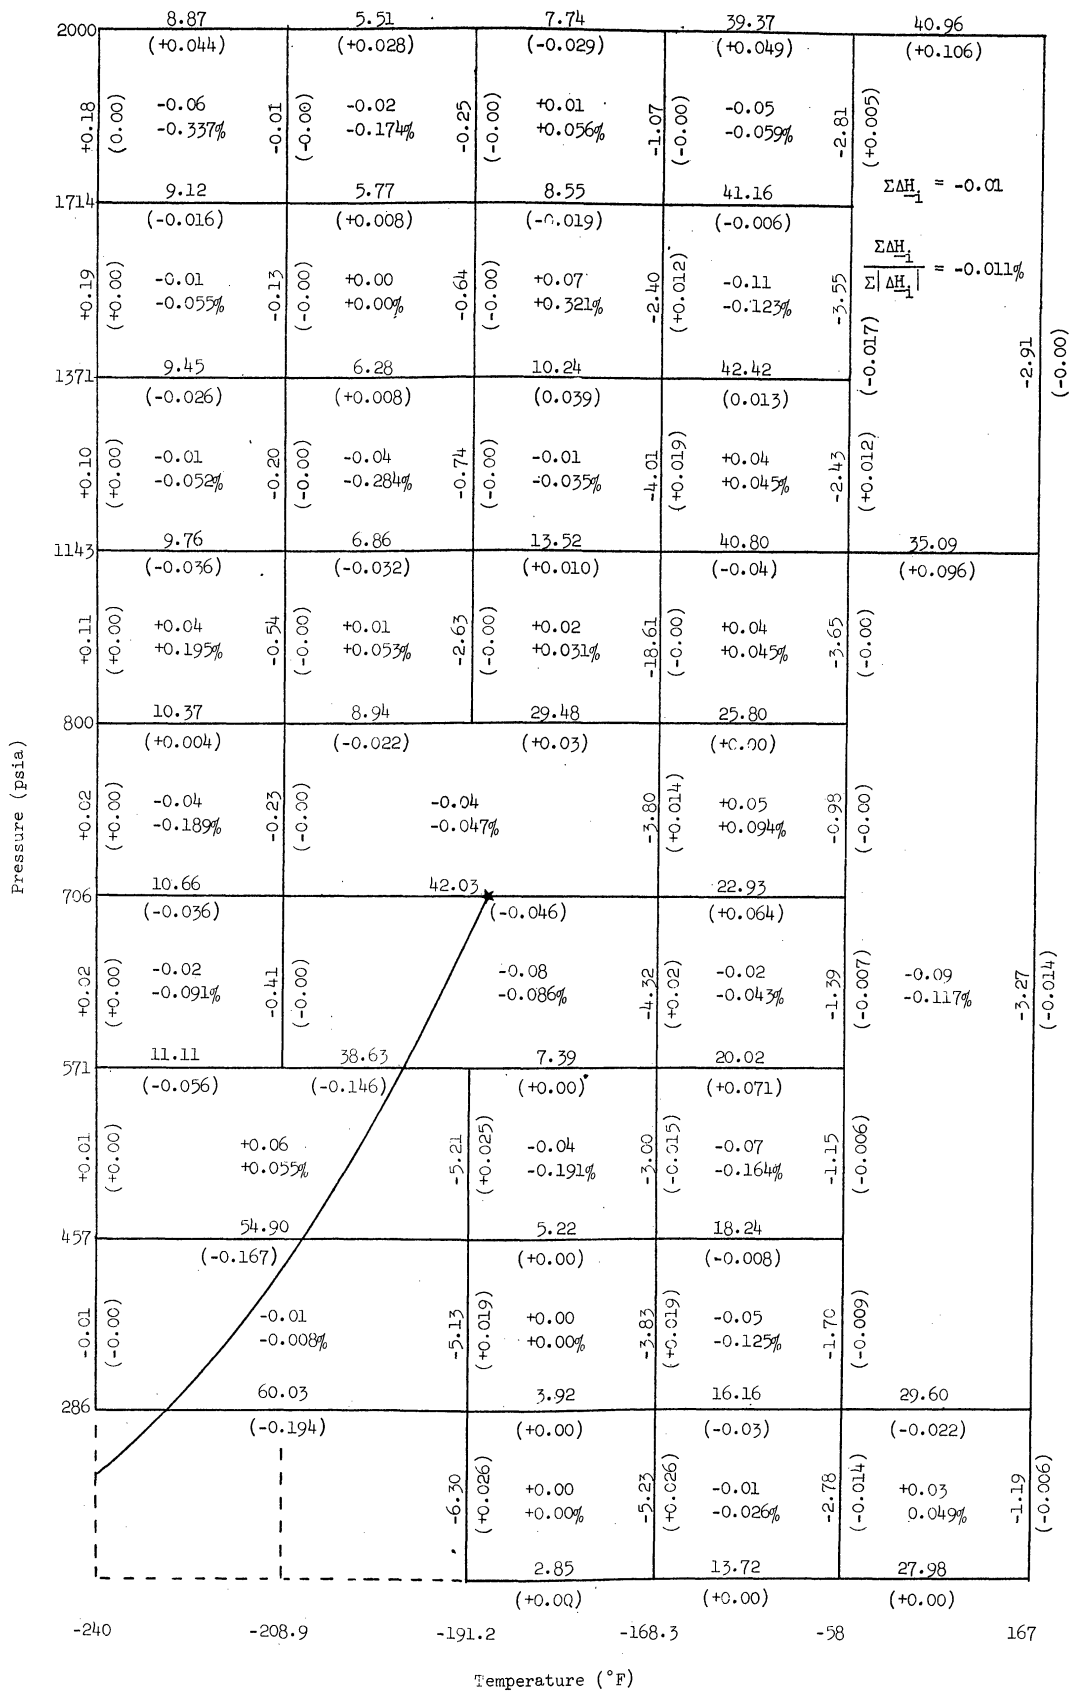 8.87 5.51 7.74 39.37 40.96
2000
(+0.044) (+0.028) (-0.029) (+0.049) (+0.106)
+0.18 (0.00) -0.06 -0.01 (-0.00) -0.02 -0.25 (-0.00) +0.01 -1.07 (-0.00) -0.05 -2.81 (+0.005)
-0.337% -0.174% +0.056% -0.059%
9.12 5.77 8.55 41.16 ΣΔH_i = -0.01
1714
(-0.016) (+0.008) (-0.019) (-0.006)
ΣΔH_i / Σ|ΔH_i| = -0.011%
+0.19 (+0.00) -0.01 -0.13 (-0.00) +0.00 -0.64 (-0.00) +0.07 -2.40 (+0.012) -0.11 -3.55 (-0.017)
-0.055% +0.00% +0.321% -0.123%
-2.91 (-0.00)
9.45 6.28 10.24 42.42
1371
(-0.026) (+0.008) (0.039) (0.013)
+0.10 (+0.00) -0.01 -0.20 (-0.00) -0.04 -0.74 (-0.00) -0.01 -4.01 (+0.019) +0.04 -2.43 (+0.012)
-0.052% -0.284% -0.035% +0.045%
9.76 6.86 13.52 40.80 35.09
1143
(-0.036) (-0.032) (+0.010) (-0.04) (+0.096)
+0.11 (+0.00) +0.04 -0.54 (-0.00) +0.01 -2.63 (-0.00) +0.02 -18.61 (-0.00) +0.04 -3.65 (-0.00)
+0.195% +0.053% +0.031% +0.045%
10.37 8.94 29.48 25.80
800
(+0.004) (-0.022) (+0.03) (+0.00)
Pressure (psia)
+0.02 (+0.00) -0.04 -0.23 (-0.00) -0.04 -3.80 (+0.014) +0.05 -0.98 (-0.00)
-0.189% -0.047% +0.094%
10.66 42.03 22.93
706
(-0.036) (-0.046) (+0.064)
+0.02 (+0.00) -0.02 -0.41 (-0.00) -0.08 -4.32 (+0.02) -0.02 -1.39 (-0.007) -0.09 -3.27 (-0.014)
-0.091% -0.086% -0.043% -0.117%
11.11 38.63 7.39 20.02
571
(-0.056) (-0.146) (+0.00) (+0.071)
+0.01 (+0.00) +0.06 -5.21 (+0.025) -0.04 -3.00 (-0.015) -0.07 -1.15 (-0.006)
+0.055% -0.191% -0.164%
54.90 5.22 18.24
457
(-0.167) (+0.00) (-0.008)
-0.01 (-0.00) -0.01 -5.13 (+0.019) +0.00 -3.83 (+0.019) -0.05 -1.70 (-0.009)
-0.008% +0.00% -0.125%
60.03 3.92 16.16 29.60
286
(-0.194) (+0.00) (-0.03) (-0.022)
-6.30 (+0.026) +0.00 -5.23 (+0.026) -0.01 -2.78 (-0.014) +0.03 -1.19 (-0.006)
+0.00% -0.026% 0.049%
2.85 13.72 27.98
(+0.00) (+0.00) (+0.00)
-240 -208.9 -191.2 -168.3 -58 167
Temperature (°F)